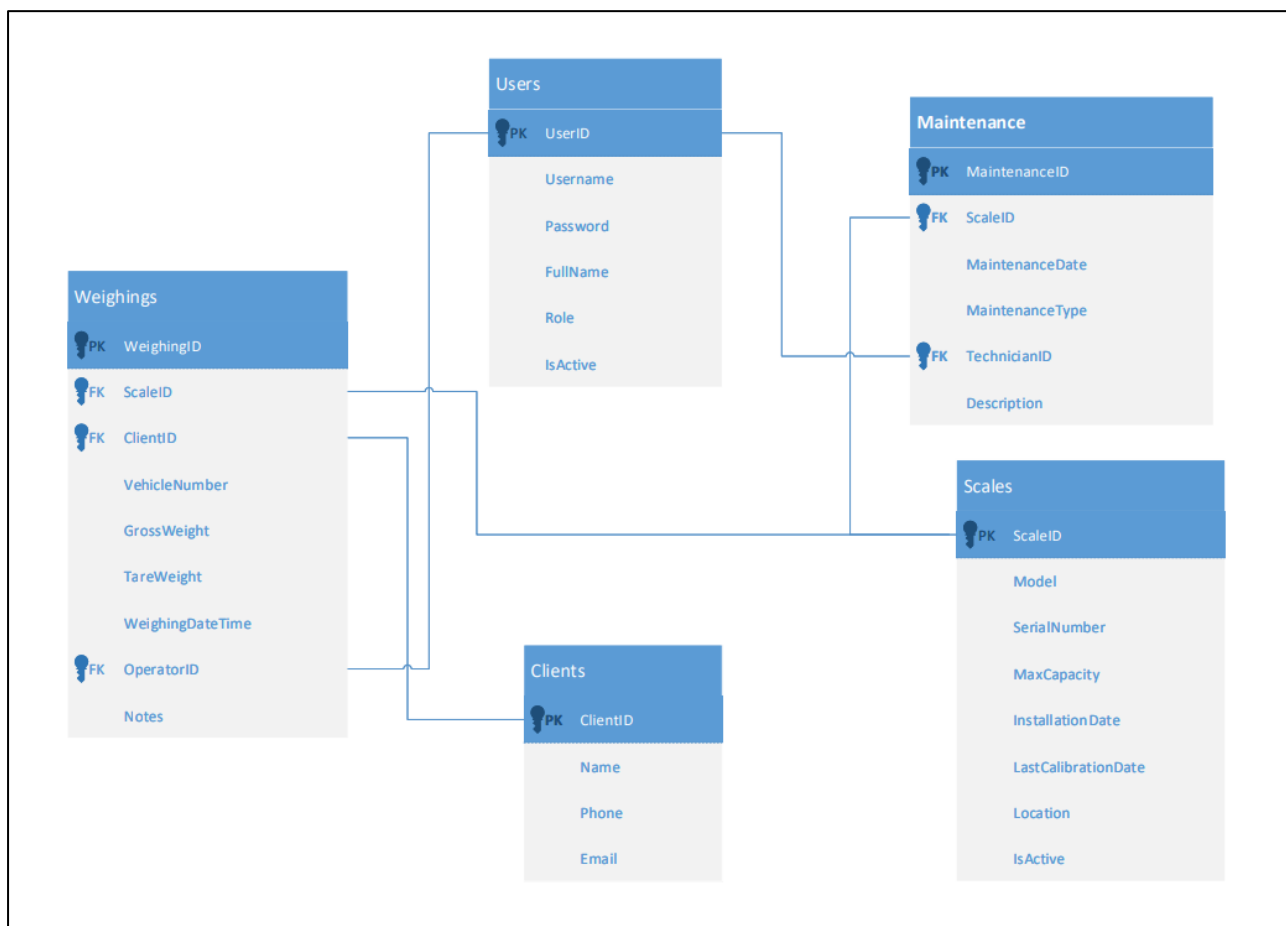 Users
PK UserID
Username
Password
FullName
Role
IsActive
Maintenance
PK MaintenanceID
FK ScaleID
MaintenanceDate
MaintenanceType
FK TechnicianID
Description
Weighings
PK WeighingID
FK ScaleID
FK ClientID
VehicleNumber
GrossWeight
TareWeight
WeighingDateTime
FK OperatorID
Notes
Clients
PK ClientID
Name
Phone
Email
Scales
PK ScaleID
Model
SerialNumber
MaxCapacity
InstallationDate
LastCalibrationDate
Location
IsActive